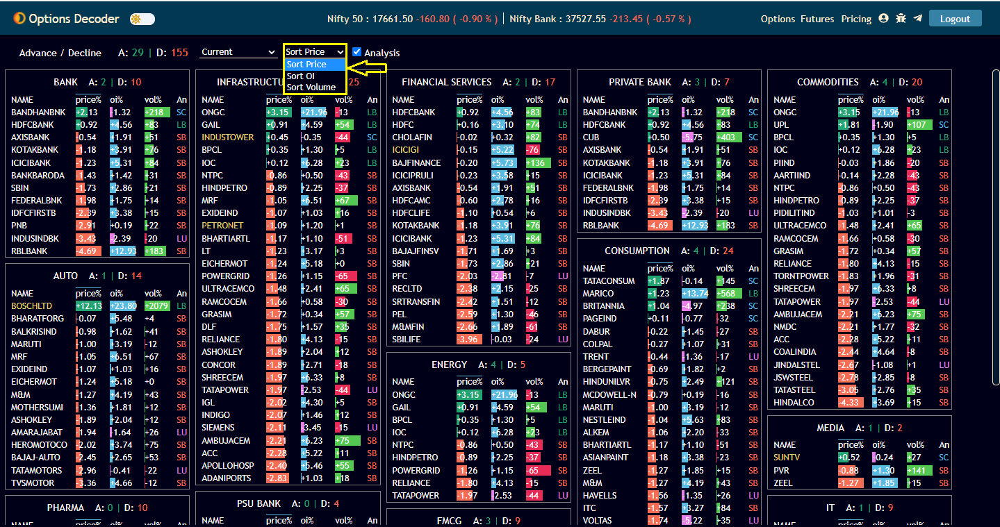 Options Decoder
Nifty 50 : 17661.50 -160.80 ( -0.90 % ) | Nifty Bank : 37527.55 -213.45 ( -0.57 % )
Options Futures Pricing Logout
Advance / Decline A: 29 | D: 155 Current Sort Price Analysis
Sort Price
Sort OI
Sort Volume
BANK A: 2 | D: 10
NAME price% oi% vol% An
BANDHANBNK +2.13 -1.32 +218 SC
HDFCBANK +0.92 +4.56 +83 LB
AXISBANK -0.54 +1.91 +51 SB
KOTAKBANK -1.18 +3.91 +76 SB
ICICIBANK -1.23 +5.31 +84 SB
BANKBARODA -1.43 +1.42 +31 SB
SBIN -1.73 +2.86 +21 SB
FEDERALBNK -1.98 +1.75 +14 SB
IDFCFIRSTB -2.39 +3.38 +15 SB
PNB -2.91 +0.19 +22 SB
INDUSINDBK -3.43 -2.39 -20 LU
RBLBANK -4.69 +12.93 +183 SB
AUTO A: 1 | D: 14
NAME price% oi% vol% An
BOSCHLTD +12.13 +23.80 +2079 LB
BHARATFORG -0.07 +5.48 +4 SB
BALKRISIND -0.98 +1.62 +41 SB
MARUTI -1.00 +3.19 -12 SB
MRF -1.05 +6.51 +67 SB
EXIDEIND -1.07 +1.03 +16 SB
EICHERMOT -1.24 +5.18 +0 SB
M&M -1.27 +4.19 +43 SB
MOTHERSUMI -1.36 +1.81 +12 SB
ASHOKLEY -1.89 +2.04 +12 SB
AMARAJABAT -1.94 -1.64 +26 LU
HEROMOTOCO -2.02 +3.74 +75 SB
BAJAJ-AUTO -2.45 +2.65 +53 SB
TATAMOTORS -2.96 -0.41 -22 LU
TVSMOTOR -3.36 +4.66 -12 SB
PHARMA A: 0 | D: 10
NAME price% oi% vol% An
INFRASTRUCTU 25
NAME price% oi% vol% An
ONGC +3.15 +21.96 -13 LB
GAIL +0.91 +4.59 +54 LB
INDUSTOWER +0.45 -0.35 -44 SC
BPCL +0.35 +1.30 +5 LB
IOC +0.12 +6.28 +23 LB
NTPC -0.86 +0.50 -43 SB
HINDPETRO -0.89 +2.25 -37 SB
MRF -1.05 +6.51 +67 SB
EXIDEIND -1.07 +1.03 +16 SB
PETRONET -1.09 +1.20 +1 SB
BHARTIARTL -1.17 +1.10 -51 SB
LT -1.23 +3.17 +3 SB
EICHERMOT -1.24 +5.18 +0 SB
POWERGRID -1.26 +1.15 -65 SB
ULTRACEMCO -1.48 +2.41 +65 SB
RAMCOCEM -1.66 +0.58 -30 SB
GRASIM -1.72 +0.34 +57 SB
DLF -1.75 +1.57 +35 SB
RELIANCE -1.80 +4.13 -15 SB
ASHOKLEY -1.89 +2.04 +12 SB
CONCOR -1.89 +2.71 -18 SB
SHREECEM -1.97 +6.33 +8 SB
TATAPOWER -1.97 -2.53 -44 LU
IGL -2.02 +4.30 +5 SB
INDIGO -2.07 +1.46 +12 SB
SIEMENS -2.11 -3.45 -15 LU
AMBUJACEM -2.21 +6.23 +75 SB
ACC -2.28 +5.22 +11 SB
APOLLOHOSP -2.40 +5.46 +55 SB
ADANIPORTS -2.83 +1.03 +18 SB
PSU BANK A: 0 | D: 4
NAME price% oi% vol% An
FINANCIAL SERVICES A: 2 | D: 17
NAME price% oi% vol% An
HDFCBANK +0.92 +4.56 +83 LB
HDFC +0.16 +3.10 +74 LB
CHOLAFIN -0.02 +0.32 +82 SB
ICICIGI -0.15 +5.22 -76 SB
BAJFINANCE -0.20 +5.73 +136 SB
ICICIPRULI -0.23 +3.58 +15 SB
AXISBANK -0.54 +1.91 +51 SB
HDFCAMC -0.60 +2.78 +16 SB
HDFCLIFE -1.10 +0.54 +6 SB
KOTAKBANK -1.18 +3.91 +76 SB
ICICIBANK -1.23 +5.31 +84 SB
BAJAJFINSV -1.71 +1.69 +3 SB
SBIN -1.73 +2.86 +21 SB
PFC -2.03 -2.81 -7 LU
RECLTD -2.38 +2.15 -25 SB
SRTRANSFIN -2.42 +1.51 -12 SB
PEL -2.59 +1.30 -46 SB
M&MFIN -2.66 +1.89 -61 SB
SBILIFE -3.96 -0.03 -24 LU
ENERGY A: 4 | D: 5
NAME price% oi% vol% An
ONGC +3.15 +21.96 -13 LB
GAIL +0.91 +4.59 +54 LB
BPCL +0.35 +1.30 +5 LB
IOC +0.12 +6.28 +23 LB
NTPC -0.86 +0.50 -43 SB
HINDPETRO -0.89 +2.25 -37 SB
POWERGRID -1.26 +1.15 -65 SB
RELIANCE -1.80 +4.13 -15 SB
TATAPOWER -1.97 -2.53 -44 LU
FMCG A: 3 | D: 9
PRIVATE BANK A: 3 | D: 7
NAME price% oi% vol% An
BANDHANBNK +2.13 -1.32 +218 SC
HDFCBANK +0.92 +4.56 +83 LB
CUB +0.50 -5.75 +403 SC
AXISBANK -0.54 +1.91 +51 SB
KOTAKBANK -1.18 +3.91 +76 SB
ICICIBANK -1.23 +5.31 +84 SB
FEDERALBNK -1.98 +1.75 +14 SB
IDFCFIRSTB -2.39 +3.38 +15 SB
INDUSINDBK -3.43 -2.39 -20 LU
RBLBANK -4.69 +12.93 +183 SB
CONSUMPTION A: 4 | D: 24
NAME price% oi% vol% An
TATACONSUM +1.87 -0.14 +145 SC
MARICO +1.23 +13.74 +568 LB
BRITANNIA +1.04 -4.97 +238 SC
PAGEIND +0.11 -0.77 -32 SC
DABUR -0.22 +1.45 -27 SB
COLPAL -0.27 +1.07 +31 SB
TRENT -0.44 -1.36 -17 LU
BERGEPAINT -0.69 +1.82 +2 SB
HINDUNILVR -0.75 +2.49 +121 SB
MCDOWELL-N -0.79 +0.19 -16 SB
MARUTI -1.00 +3.19 -12 SB
NESTLEIND -1.04 +5.63 +83 SB
ALKEM -1.06 +2.20 -33 SB
BHARTIARTL -1.17 +1.10 -51 SB
ASIANPAINT -1.18 +3.38 -23 SB
ZEEL -1.27 +1.85 +15 SB
M&M -1.27 +4.19 +43 SB
HAVELLS -1.56 -1.35 +26 LU
ITC -1.57 +3.27 +84 SB
VOLTAS -1.74 -5.22 +35 LU
COMMODITIES A: 4 | D: 20
NAME price% oi% vol% An
ONGC +3.15 +21.96 -13 LB
UPL +1.81 -1.90 +107 SC
BPCL +0.35 +1.30 +5 LB
IOC +0.12 +6.28 +23 LB
PIIND -0.03 +1.86 -20 SB
AARTIIND -0.14 +2.28 -43 SB
NTPC -0.86 +0.50 -43 SB
HINDPETRO -0.89 +2.25 -37 SB
PIDILITIND -1.03 +1.01 -3 SB
ULTRACEMCO -1.48 +2.41 +65 SB
RAMCOCEM -1.66 +0.58 -30 SB
GRASIM -1.72 +0.34 +57 SB
RELIANCE -1.80 +4.13 -15 SB
TORNTPOWER -1.83 +1.96 -31 SB
SHREECEM -1.97 +6.33 +8 SB
TATAPOWER -1.97 -2.53 -44 LU
AMBUJACEM -2.21 +6.23 +75 SB
NMDC -2.21 +1.77 -32 SB
ACC -2.28 +5.22 +11 SB
COALINDIA -2.44 +4.64 -8 SB
JINDALSTEL -2.67 -1.08 +1 LU
JSWSTEEL -2.78 +2.85 -8 SB
TATASTEEL -3.05 +2.76 +35 SB
HINDALCO -4.33 +3.69 +15 SB
MEDIA A: 1 | D: 2
NAME price% oi% vol% An
SUNTV +0.52 -0.24 +27 SC
PVR -0.88 +1.30 +141 SB
ZEEL -1.27 +1.85 +15 SB
IT A: 1 | D: 9
NAME price% oi% vol% An